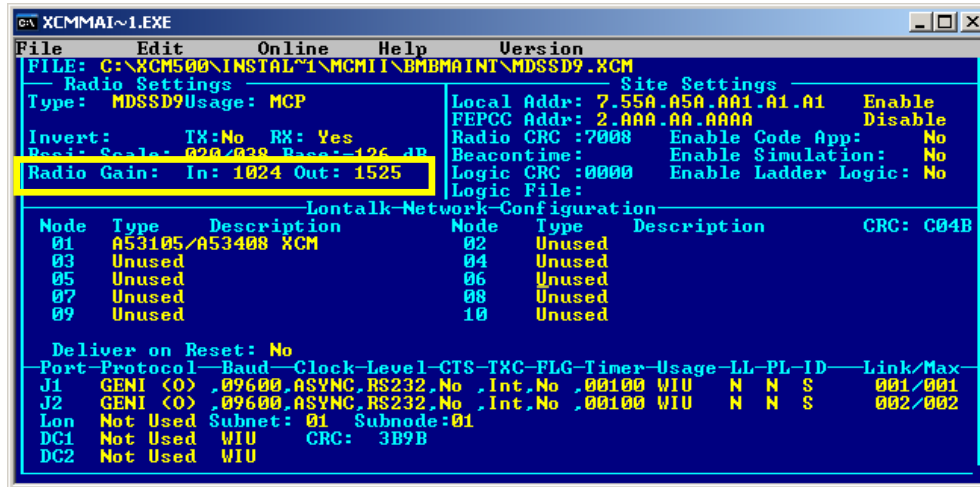 XCMMAI~1.EXE
File Edit Online Help Version
FILE: C:\XCM500\INSTAL~1\MCMII\BMBMAINT\MDSSD9.XCM
Radio Settings Site Settings
Type: MDSSD9Usage: MCP Local Addr: 7.55A.A5A.AA1.A1.A1 Enable
FEPCC Addr: 2.AAA.AA.AAAA Disable
Invert: TX:No RX: Yes Radio CRC :7008 Enable Code App: No
Rssi: Scale: 020/038 Base:-126 dB Beacontime: Enable Simulation: No
Radio Gain: In: 1024 Out: 1525 Logic CRC :0000 Enable Ladder Logic: No
Logic File:
Lontalk-Network-Configuration
Node Type Description Node Type Description CRC: C04B
01 A53105/A53408 XCM 02 Unused
03 Unused 04 Unused
05 Unused 06 Unused
07 Unused 08 Unused
09 Unused 10 Unused
Deliver on Reset: No
Port-Protocol-Baud-Clock-Level-CTS-TXC-FLG-Timer-Usage-LL-PL-ID-Link/Max
J1 GENI (O) ,09600,ASYNC,RS232,No ,Int,No ,00100 WIU N N S 001/001
J2 GENI (O) ,09600,ASYNC,RS232,No ,Int,No ,00100 WIU N N S 002/002
Lon Not Used Subnet: 01 Subnode:01
DC1 Not Used WIU CRC: 3B9B
DC2 Not Used WIU